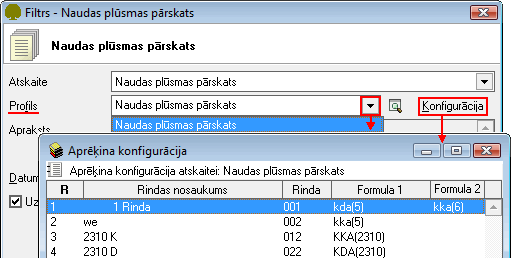 Filtrs - Naudas plūsmas pārskats
Naudas plūsmas pārskats
Atskaite Naudas plūsmas pārskats
Profils Naudas plūsmas pārskats Konfigurācija
Apraksts Naudas plūsmas pārskats
Aprēķina konfigurācija
Aprēķina konfigurācija atskaitei: Naudas plūsmas pārskats
Datum
R Rindas nosaukums Rinda Formula 1 Formula 2
Uz
1 1 Rinda 001 kda(5) kka(6)
2 we 002 kka(5)
3 2310 K 012 KKA(2310)
4 2310 D 022 KDA(2310)